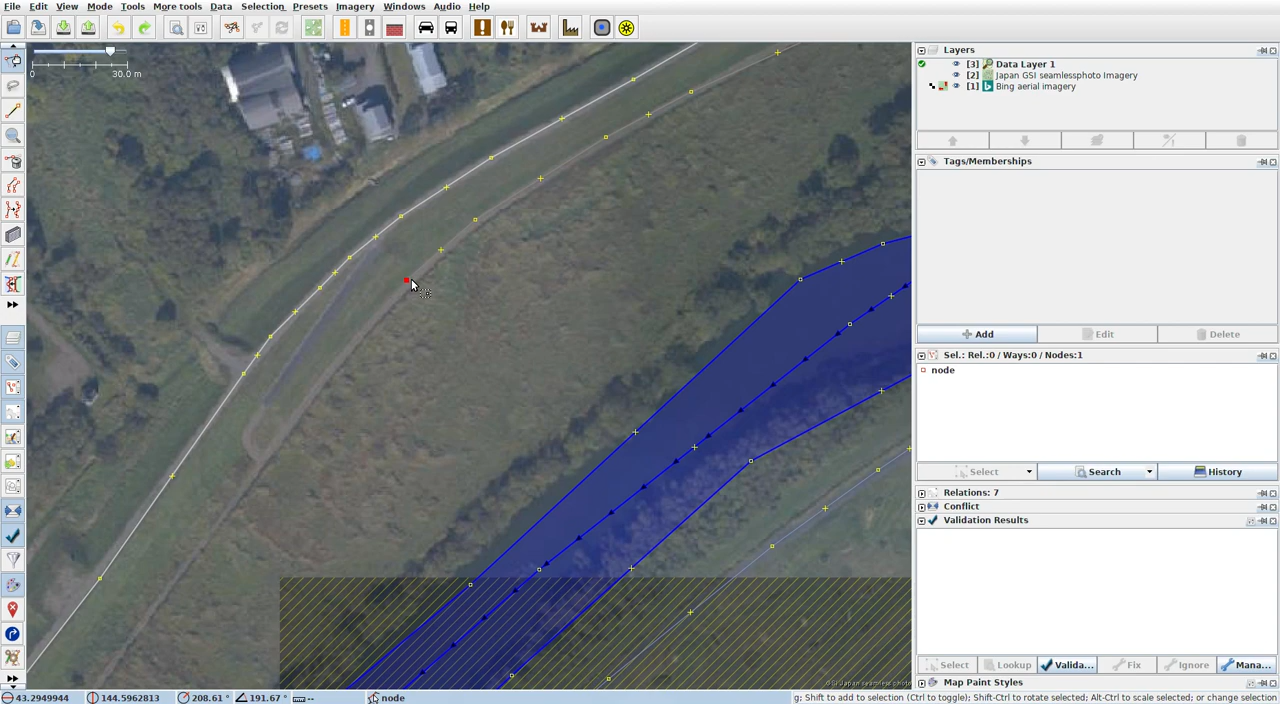 File Edit View Mode Tools More tools Data Selection Presets Imagery Windows Audio Help
0 30.0 m
Layers
[3] Data Layer 1
[2] Japan GSI seamlessphoto Imagery
[1] Bing aerial imagery
Tags/Memberships
Add Edit Delete
Sel.: Rel.:0 / Ways:0 / Nodes:1
node
Select Search History
Relations: 7
Conflict
Validation Results
Select Lookup Valida... Fix Ignore Mana...
Map Paint Styles
43.2949944 144.5962813 208.61 ° 191.67 ° -- node g; Shift to add to selection (Ctrl to toggle); Shift-Ctrl to rotate selected; Alt-Ctrl to scale selected; or change selection